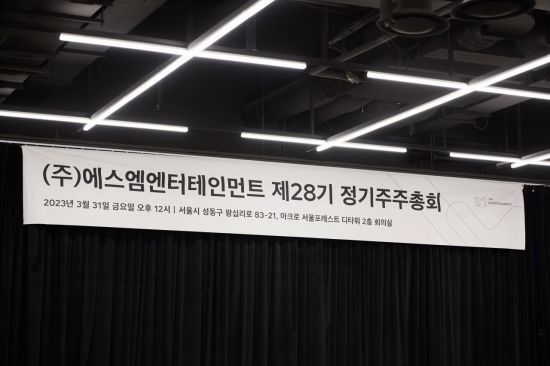 (주)에스엠엔터테인먼트 제28기 정기주주총회
2023년 3월 31일 금요일 오후 12시 | 서울시 성동구 왕십리로 83-21, 아크로 서울포레스트 디타워 2층 회의실